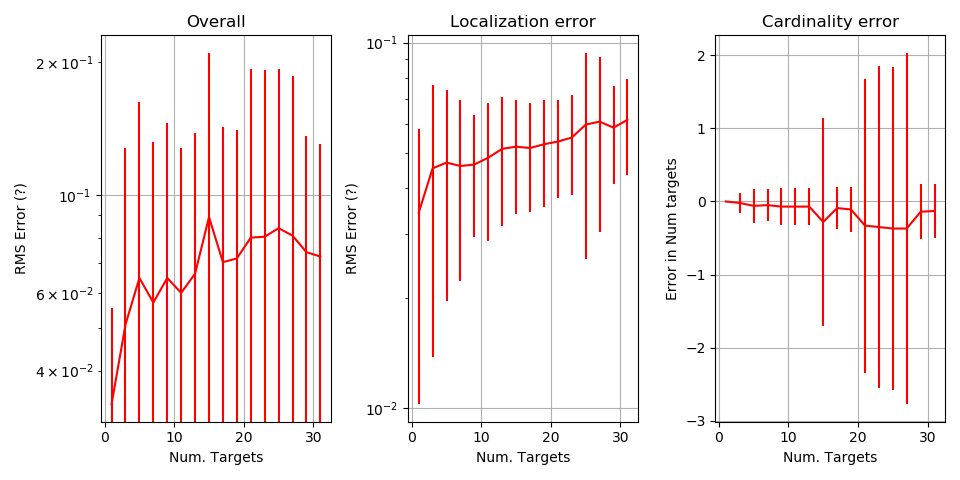 Overall
Localization error
Cardinality error
RMS Error (?)
2 × 10⁻¹
10⁻¹
6 × 10⁻²
4 × 10⁻²
0 10 20 30
Num. Targets
RMS Error (?)
10⁻¹
10⁻²
0 10 20 30
Num. Targets
Error in Num targets
2
1
0
−1
−2
−3
0 10 20 30
Num. Targets